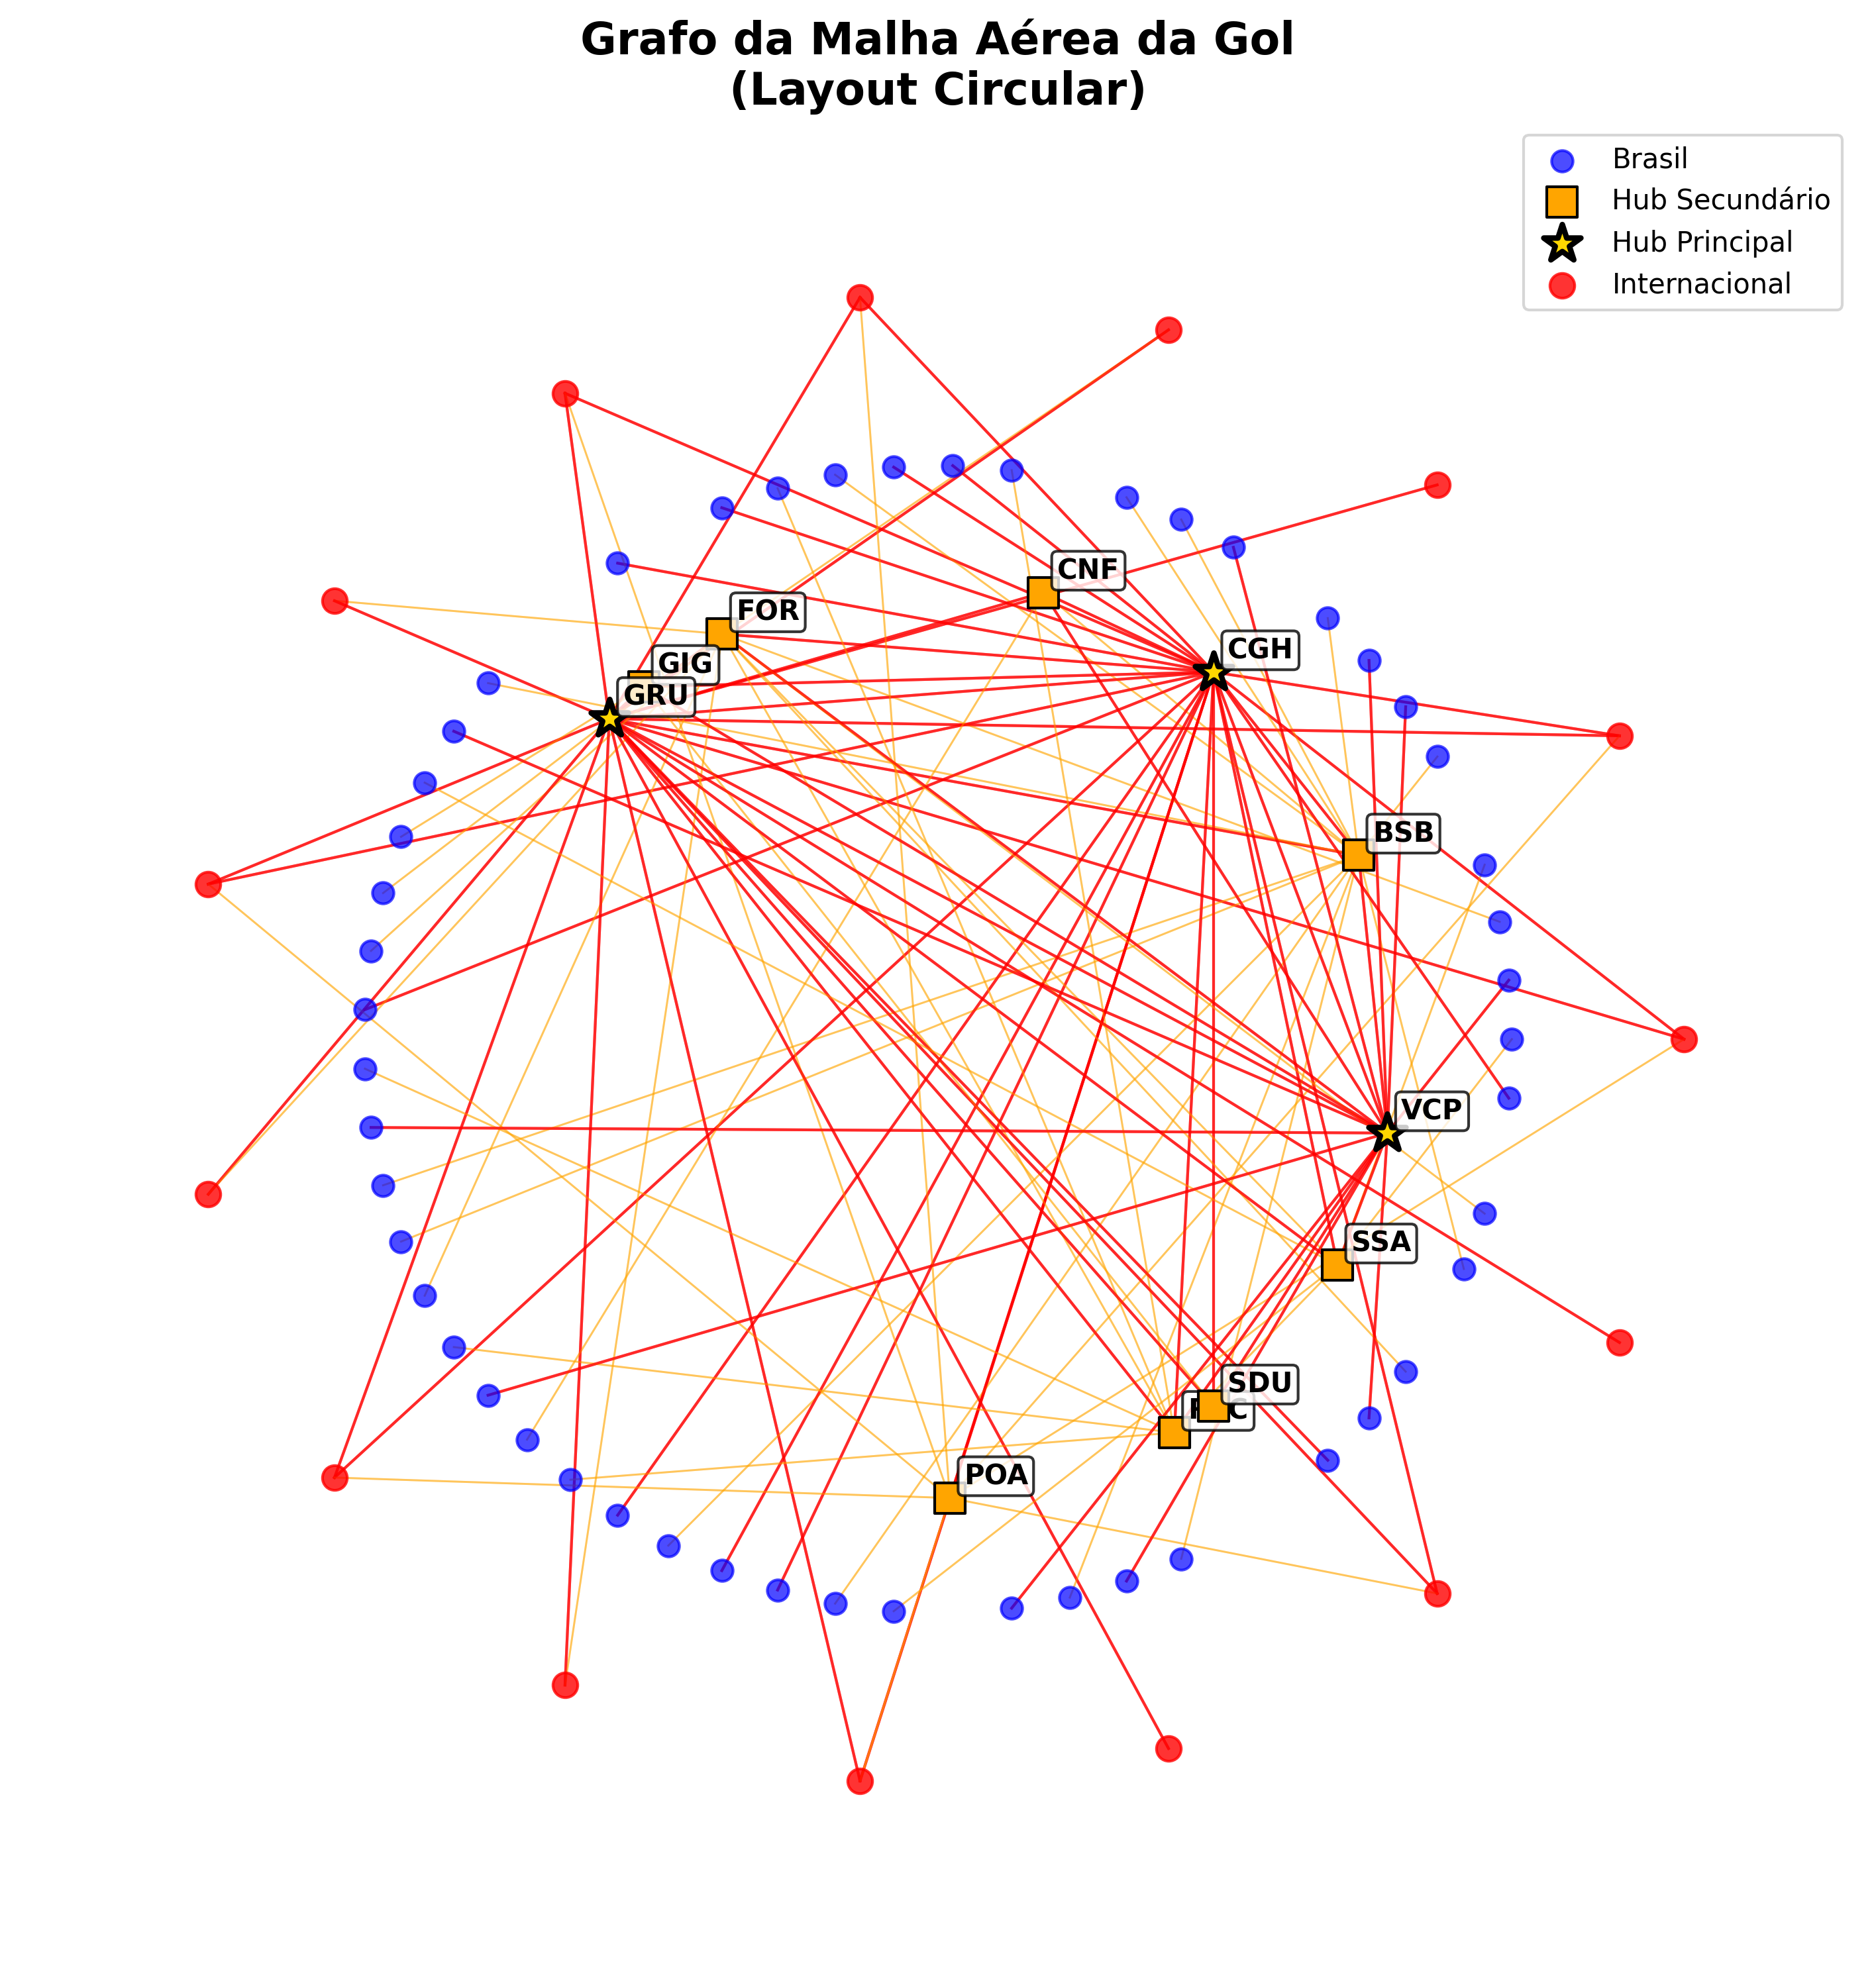 Grafo da Malha Aérea da Gol
(Layout Circular)
Brasil
Hub Secundário
Hub Principal
Internacional
CNF
FOR
CGH
GIG
GRU
BSB
VCP
SSA
SDU
POA